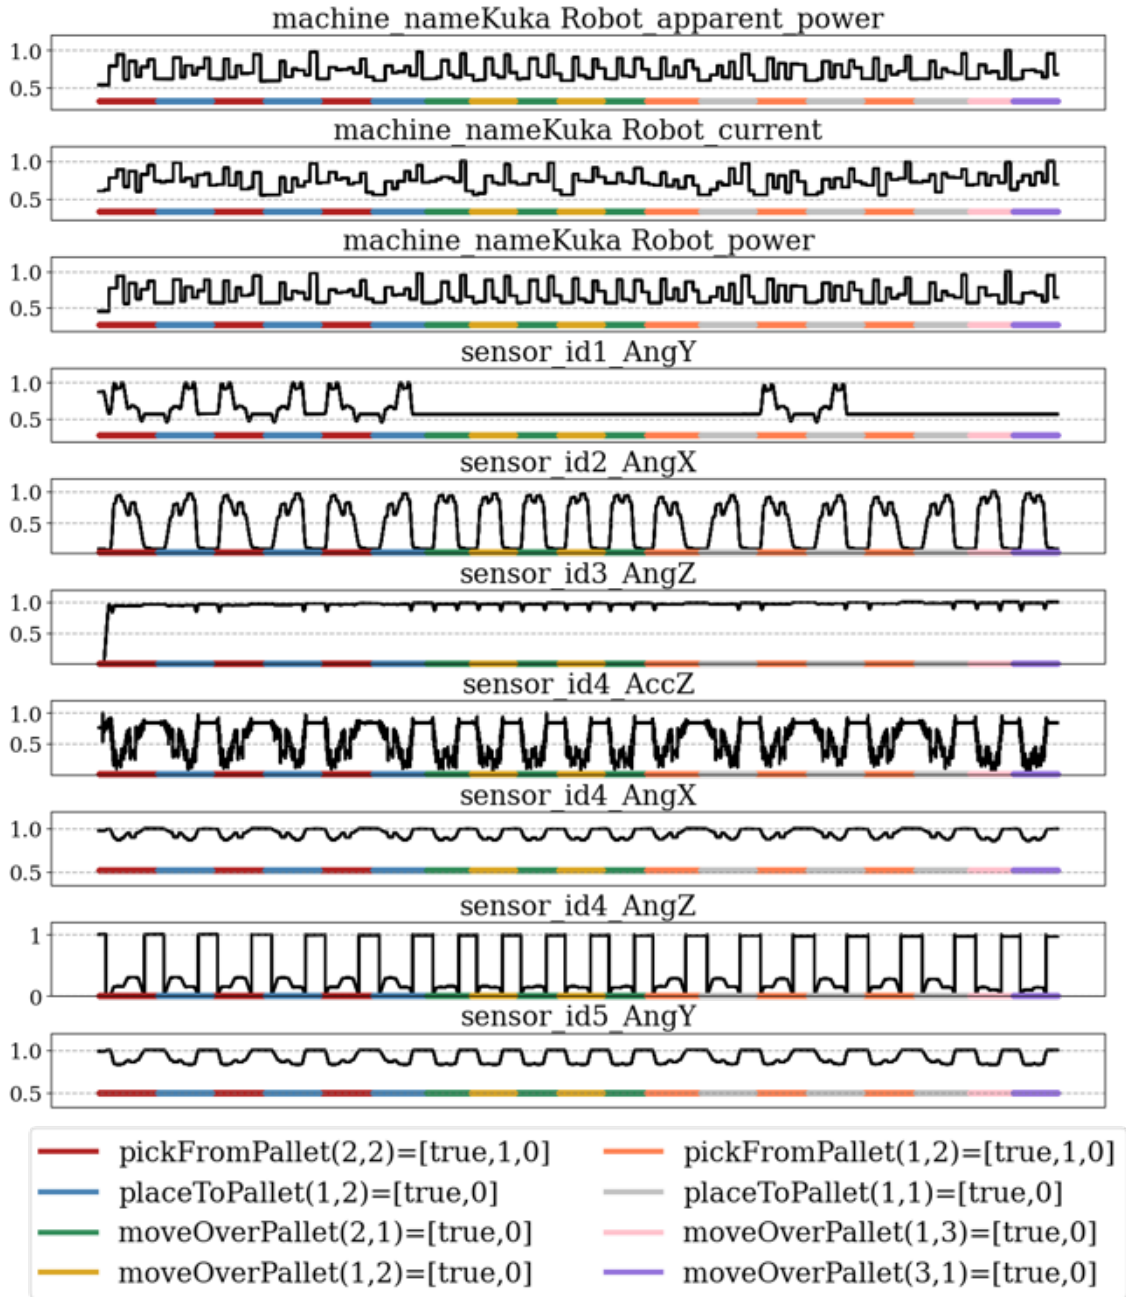 machine_nameKuka Robot_apparent_power
1.0
0.5
machine_nameKuka Robot_current
1.0
0.5
machine_nameKuka Robot_power
1.0
0.5
sensor_id1_AngY
1.0
0.5
sensor_id2_AngX
1.0
0.5
sensor_id3_AngZ
1.0
0.5
sensor_id4_AccZ
1.0
0.5
sensor_id4_AngX
1.0
0.5
sensor_id4_AngZ
1
0
sensor_id5_AngY
1.0
0.5
pickFromPallet(2,2)=[true,1,0]
placeToPallet(1,2)=[true,0]
moveOverPallet(2,1)=[true,0]
moveOverPallet(1,2)=[true,0]
pickFromPallet(1,2)=[true,1,0]
placeToPallet(1,1)=[true,0]
moveOverPallet(1,3)=[true,0]
moveOverPallet(3,1)=[true,0]